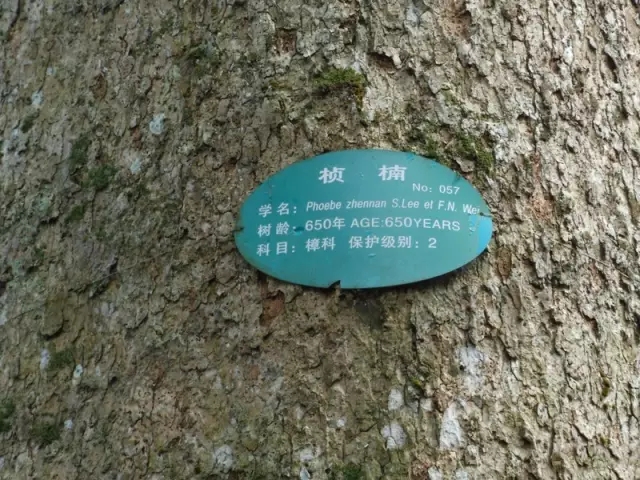 桢楠
No: 057
学名: Phoebe zhennan S.Lee et F.N. Wei
树龄: 650年 AGE:650YEARS
科目: 樟科 保护级别: 2